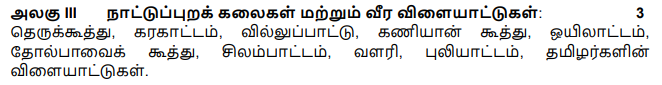 அலகு III நாட்டுப்புறக் கலைகள் மற்றும் வீர விளையாட்டுகள்: 3
தெருக்கூத்து, கரகாட்டம், வில்லுப்பாட்டு, கணியான் கூத்து, ஒயிலாட்டம்,
தோல்பாவைக் கூத்து, சிலம்பாட்டம், வளரி, புலியாட்டம், தமிழர்களின்
விளையாட்டுகள்.